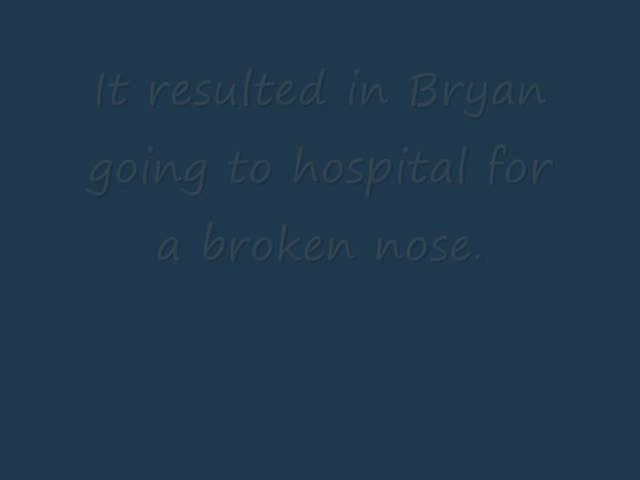 It resulted in Bryan
going to hospital for
a broken nose.